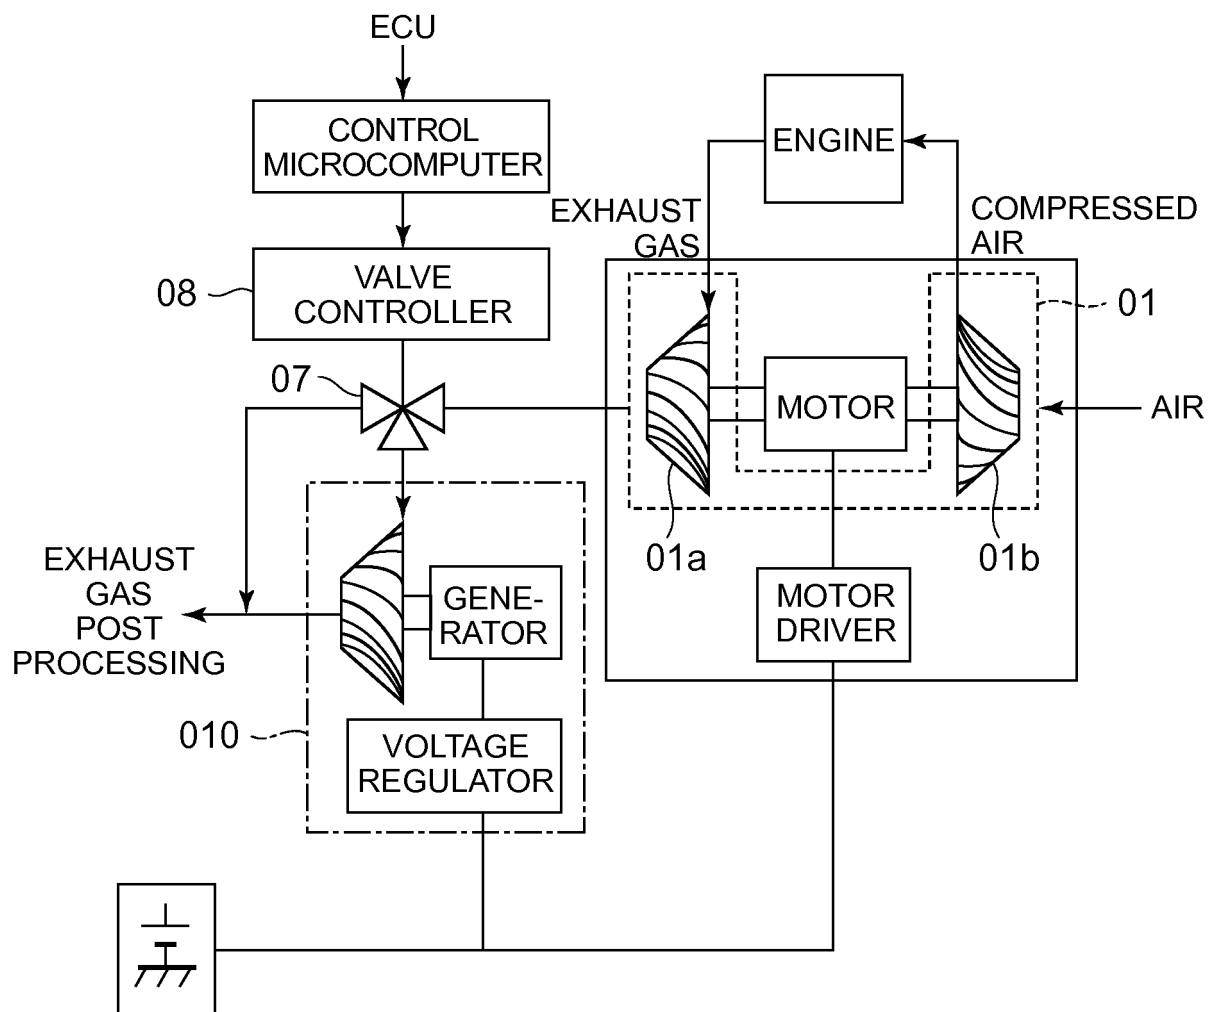 ECU
CONTROL
MICROCOMPUTER
ENGINE
EXHAUST
GAS
COMPRESSED
AIR
08
VALVE
CONTROLLER
01
07
MOTOR
AIR
01a
01b
EXHAUST
GAS
POST
PROCESSING
GENE-
RATOR
MOTOR
DRIVER
010
VOLTAGE
REGULATOR